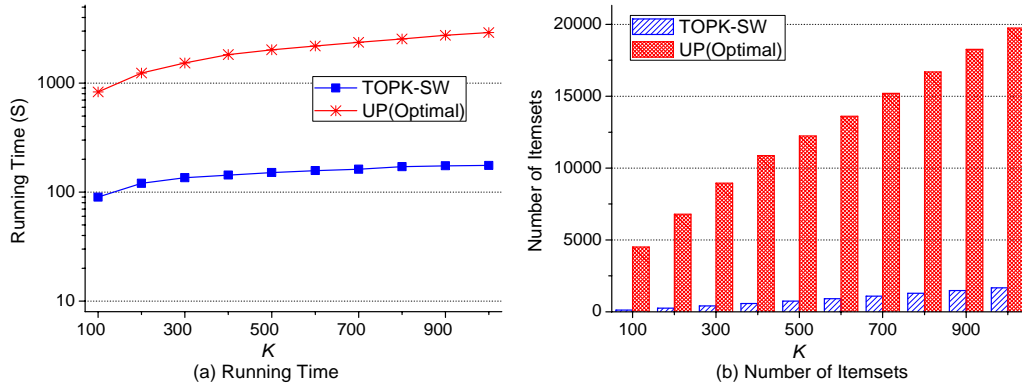 1000
100
10
Running Time (S)
TOPK-SW
UP(Optimal)
100 300 500 700 900
K
(a) Running Time
20000
15000
10000
5000
0
Number of Itemsets
TOPK-SW
UP(Optimal)
100 300 500 700 900
K
(b) Number of Itemsets